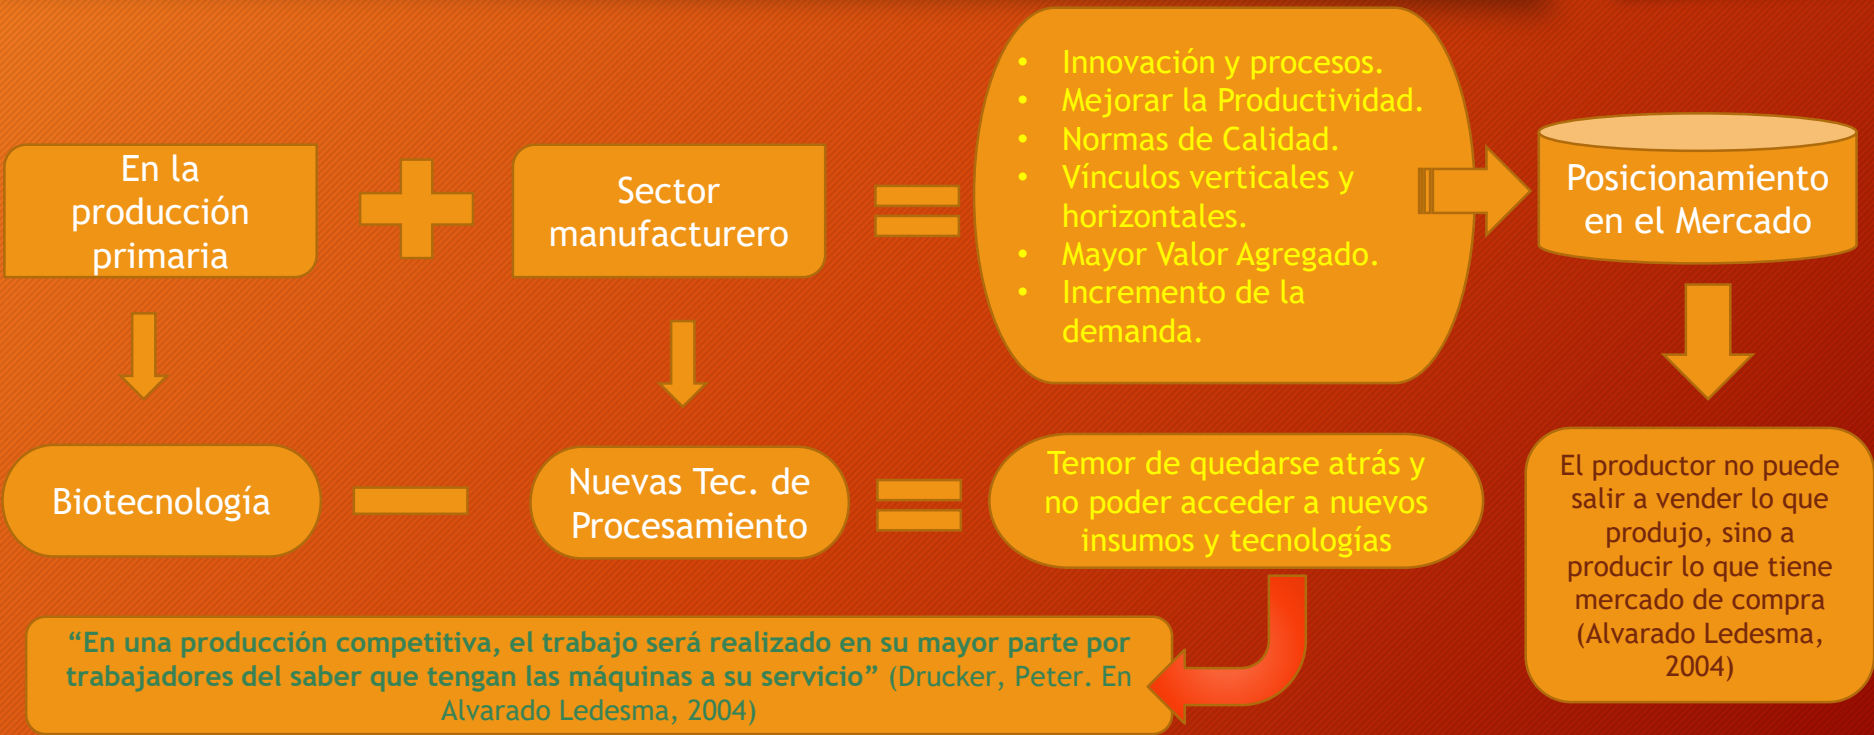 En la
producción
primaria
Sector
manufacturero
• Innovación y procesos.
• Mejorar la Productividad.
• Normas de Calidad.
• Vínculos verticales y
horizontales.
• Mayor Valor Agregado.
• Incremento de la
demanda.
Posicionamiento
en el Mercado
Biotecnología
Nuevas Tec. de
Procesamiento
Temor de quedarse atrás y
no poder acceder a nuevos
insumos y tecnologías
El productor no puede
salir a vender lo que
produjo, sino a
producir lo que tiene
mercado de compra
(Alvarado Ledesma,
2004)
“En una producción competitiva, el trabajo será realizado en su mayor parte por
trabajadores del saber que tengan las máquinas a su servicio” (Drucker, Peter. En
Alvarado Ledesma, 2004)